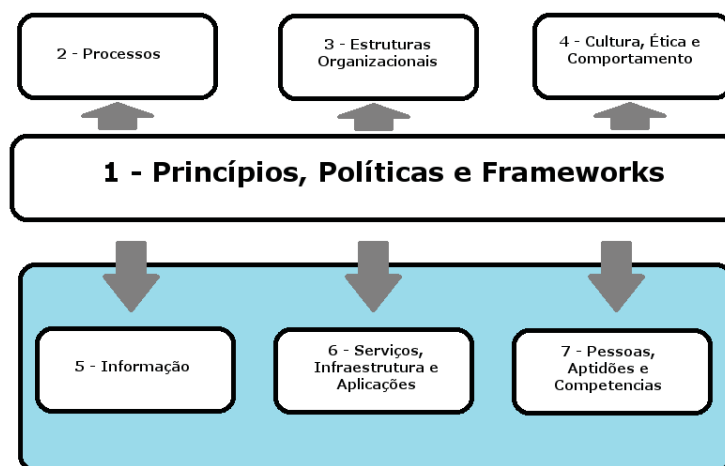 2 - Processos
3 - Estruturas
Organizacionais
4 - Cultura, Ética e
Comportamento
1 - Princípios, Políticas e Frameworks
5 - Informação
6 - Serviços,
Infraestrutura e
Aplicações
7 - Pessoas,
Aptidões e
Competencias